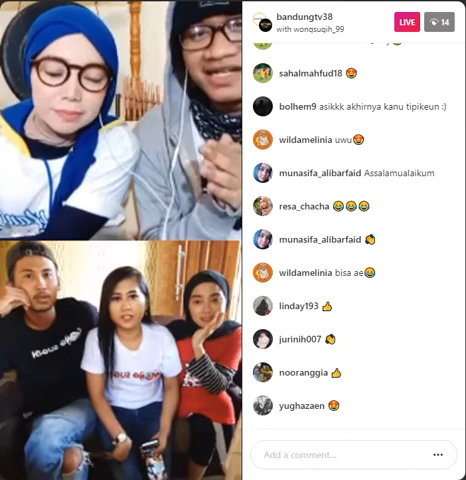 bandungtv38
with wonqsuqih_99
LIVE
14
sahalmahfud18 😍
bolhem9 asikkk akhirnya kanu tipikeun :)
wildamelinia uwu😍
munasifa_alibarfaid Assalamualaikum
resa_chacha 😂😂😂
munasifa_alibarfaid 👏
wildamelinia bisa ae😂
linday193 👍
jurinih007 👏
nooranggia 👍
yughazaen 😍
Add a comment...